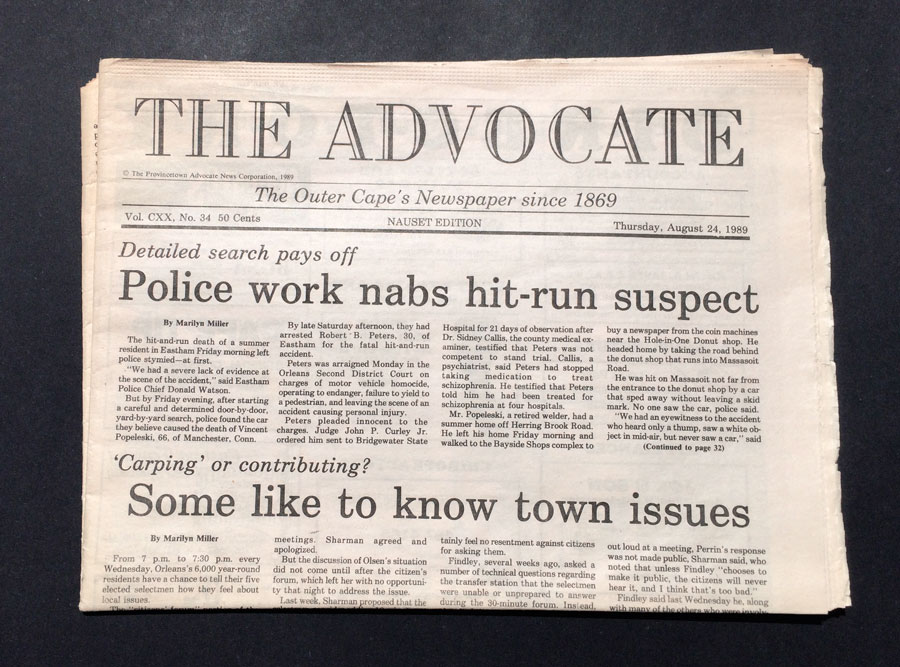 THE ADVOCATE
© The Provincetown Advocate News Corporation, 1989
The Outer Cape's Newspaper since 1869
Vol. CXX, No. 34 50 Cents
NAUSET EDITION
Thursday, August 24, 1989
Detailed search pays off
Police work nabs hit-run suspect
By Marilyn Miller
The hit-and-run death of a summer
resident in Eastham Friday morning left
police stymied—at first.
"We had a severe lack of evidence at
the scene of the accident," said Eastham
Police Chief Donald Watson.
But by Friday evening, after starting
a careful and determined door-by-door,
yard-by-yard search, police found the car
they believe caused the death of Vincent
Popeleski, 66, of Manchester, Conn.
By late Saturday afternoon, they had
arrested Robert B. Peters, 30, of
Eastham for the fatal hit-and-run
accident.
Peters was arraigned Monday in the
Orleans Second District Court on
charges of motor vehicle homocide,
operating to endanger, failure to yield to
a pedestrian, and leaving the scene of an
accident causing personal injury.
Peters pleaded innocent to the
charges. Judge John P. Curley Jr.
ordered him sent to Bridgewater State
Hospital for 21 days of observation after
Dr. Sidney Callis, the county medical ex-
aminer, testified that Peters was not
competent to stand trial. Callis, a
psychiatrist, said Peters had stopped
taking medication to treat
schizophrenia. He testified that Peters
told him he had been treated for
schizophrenia at four hospitals.
Mr. Popeleski, a retired welder, had a
summer home off Herring Brook Road.
He left his home Friday morning and
walked to the Bayside Shops complex to
buy a newspaper from the coin machines
near the Hole-in-One Donut shop. He
headed home by taking the road behind
the donut shop that runs into Massasoit
Road.
He was hit on Massasoit not far from
the entrance to the donut shop by a car
that sped away without leaving a skid
mark. No one saw the car, police said.
"We had an eyewitness to the accident
who heard only a thump, saw a white ob-
ject in mid-air, but never saw a car," said
(Continued to page 32)
'Carping' or contributing?
Some like to know town issues
By Marilyn Miller
From 7 p.m. to 7:30 p.m. every
Wednesday, Orleans's 6,000 year-round
residents have a chance to tell their five
elected selectmen how they feel about
local issues.
meetings. Sharman agreed and
apologized.
But the discussion of Olsen's situation
did not come until after the citizen's
forum, which left her with no opportuni-
ty that night to address the issue.
Last week, Sharman proposed that the
tainly feel no resentment against citizens
for asking them.
Findley, several weeks ago, asked a
number of technical questions regarding
the transfer station that the selectmen
were unable or unprepared to answer
during the 30-minute forum. Instead,
out loud at a meeting, Perrin's response
was not made public, Sharman said, who
noted that unless Findley "chooses to
make it public, the citizens will never
hear it, and I think that's too bad."
Findley said last Wednesday he, along
with many of the others who were